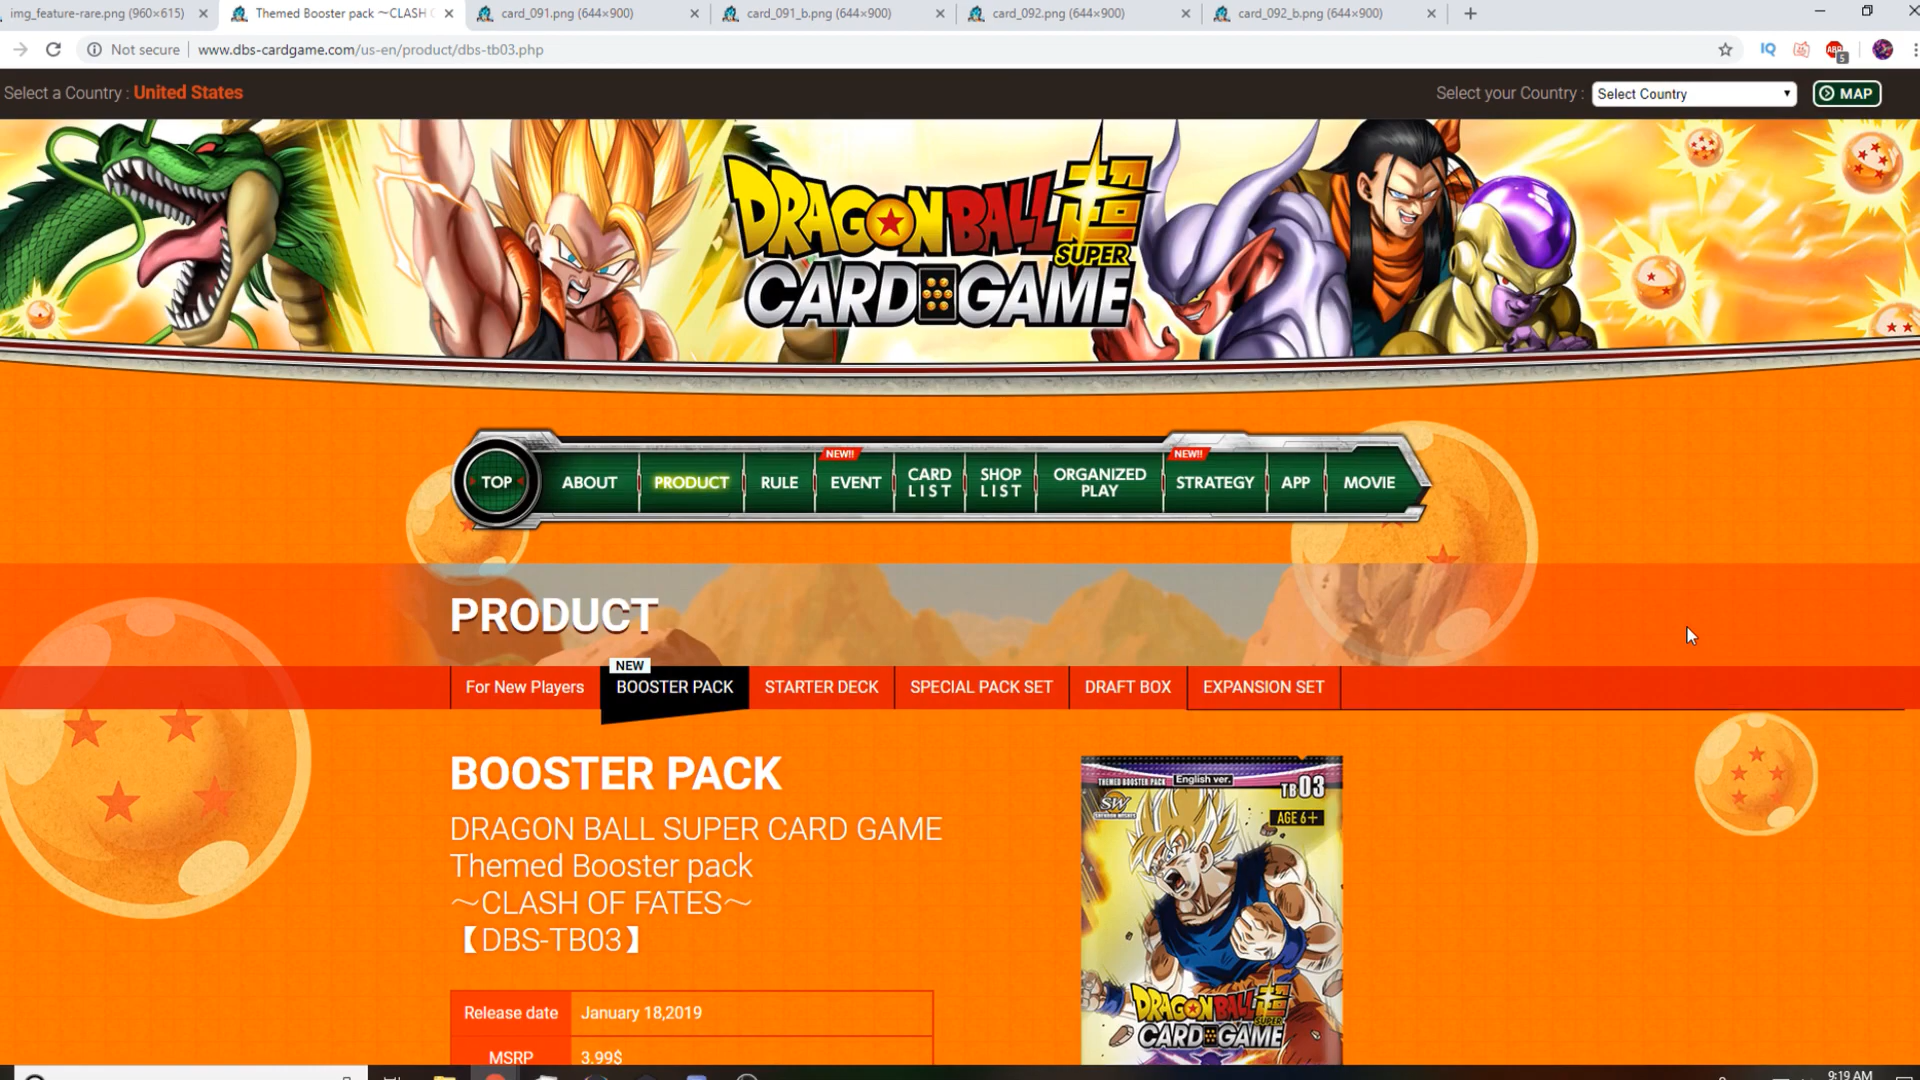 img_feature-rare.png (960×615)
Themed Booster pack ～CLASH O
card_091.png (644×900)
card_091_b.png (644×900)
card_092.png (644×900)
card_092_b.png (644×900)
Not secure
www.dbs-cardgame.com/us-en/product/dbs-tb03.php
IQ
ABP
5
Select a Country : United States
Select your Country :
Select Country
MAP
DRAGON BALL 超
SUPER
CARD GAME
TOP
ABOUT
PRODUCT
RULE
NEW!!
EVENT
CARD
LIST
SHOP
LIST
ORGANIZED
PLAY
NEW!!
STRATEGY
APP
MOVIE
PRODUCT
For New Players
NEW
BOOSTER PACK
STARTER DECK
SPECIAL PACK SET
DRAFT BOX
EXPANSION SET
BOOSTER PACK
DRAGON BALL SUPER CARD GAME
Themed Booster pack
～CLASH OF FATES～
【DBS-TB03】
Release date
January 18,2019
MSRP
3.99$
THEMED BOOSTER PACK
English ver.
TB03
SW
AGE 6+
DRAGON BALL 超
SUPER
CARD GAME
9:19 AM